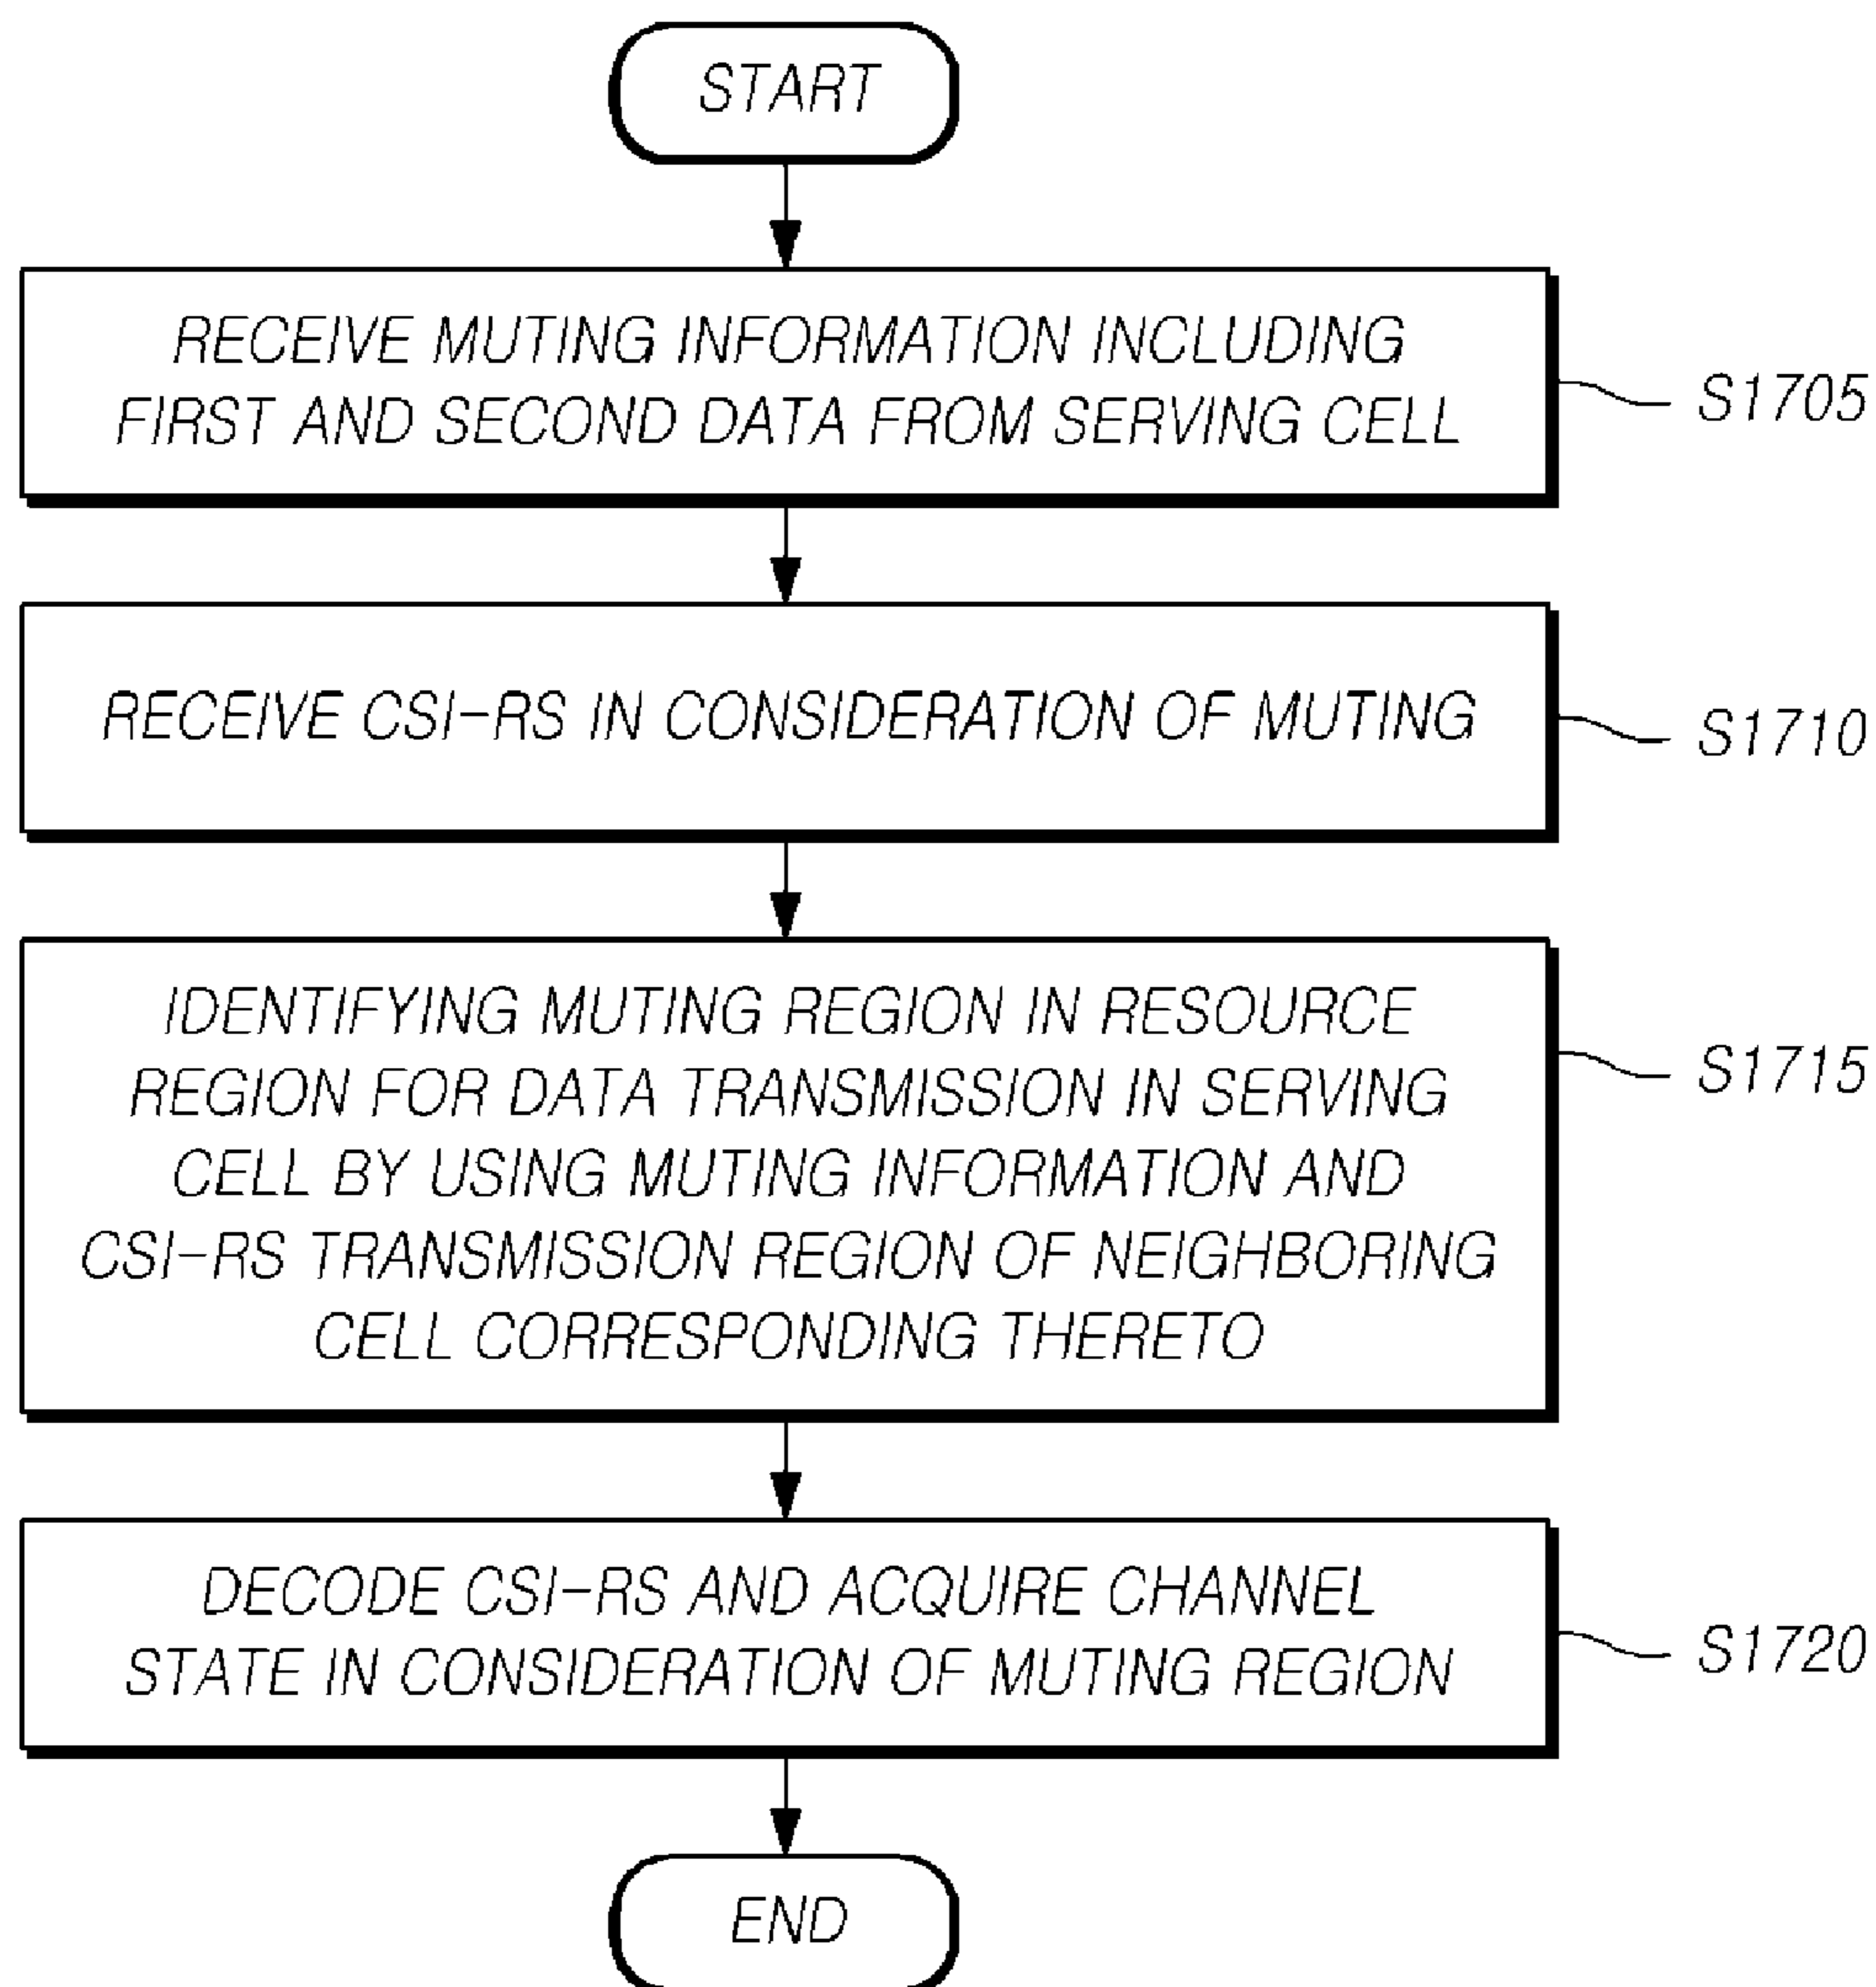 START
RECEIVE MUTING INFORMATION INCLUDING
FIRST AND SECOND DATA FROM SERVING CELL
S1705
RECEIVE CSI-RS IN CONSIDERATION OF MUTING
S1710
IDENTIFYING MUTING REGION IN RESOURCE
REGION FOR DATA TRANSMISSION IN SERVING
CELL BY USING MUTING INFORMATION AND
CSI-RS TRANSMISSION REGION OF NEIGHBORING
CELL CORRESPONDING THERETO
S1715
DECODE CSI-RS AND ACQUIRE CHANNEL
STATE IN CONSIDERATION OF MUTING REGION
S1720
END